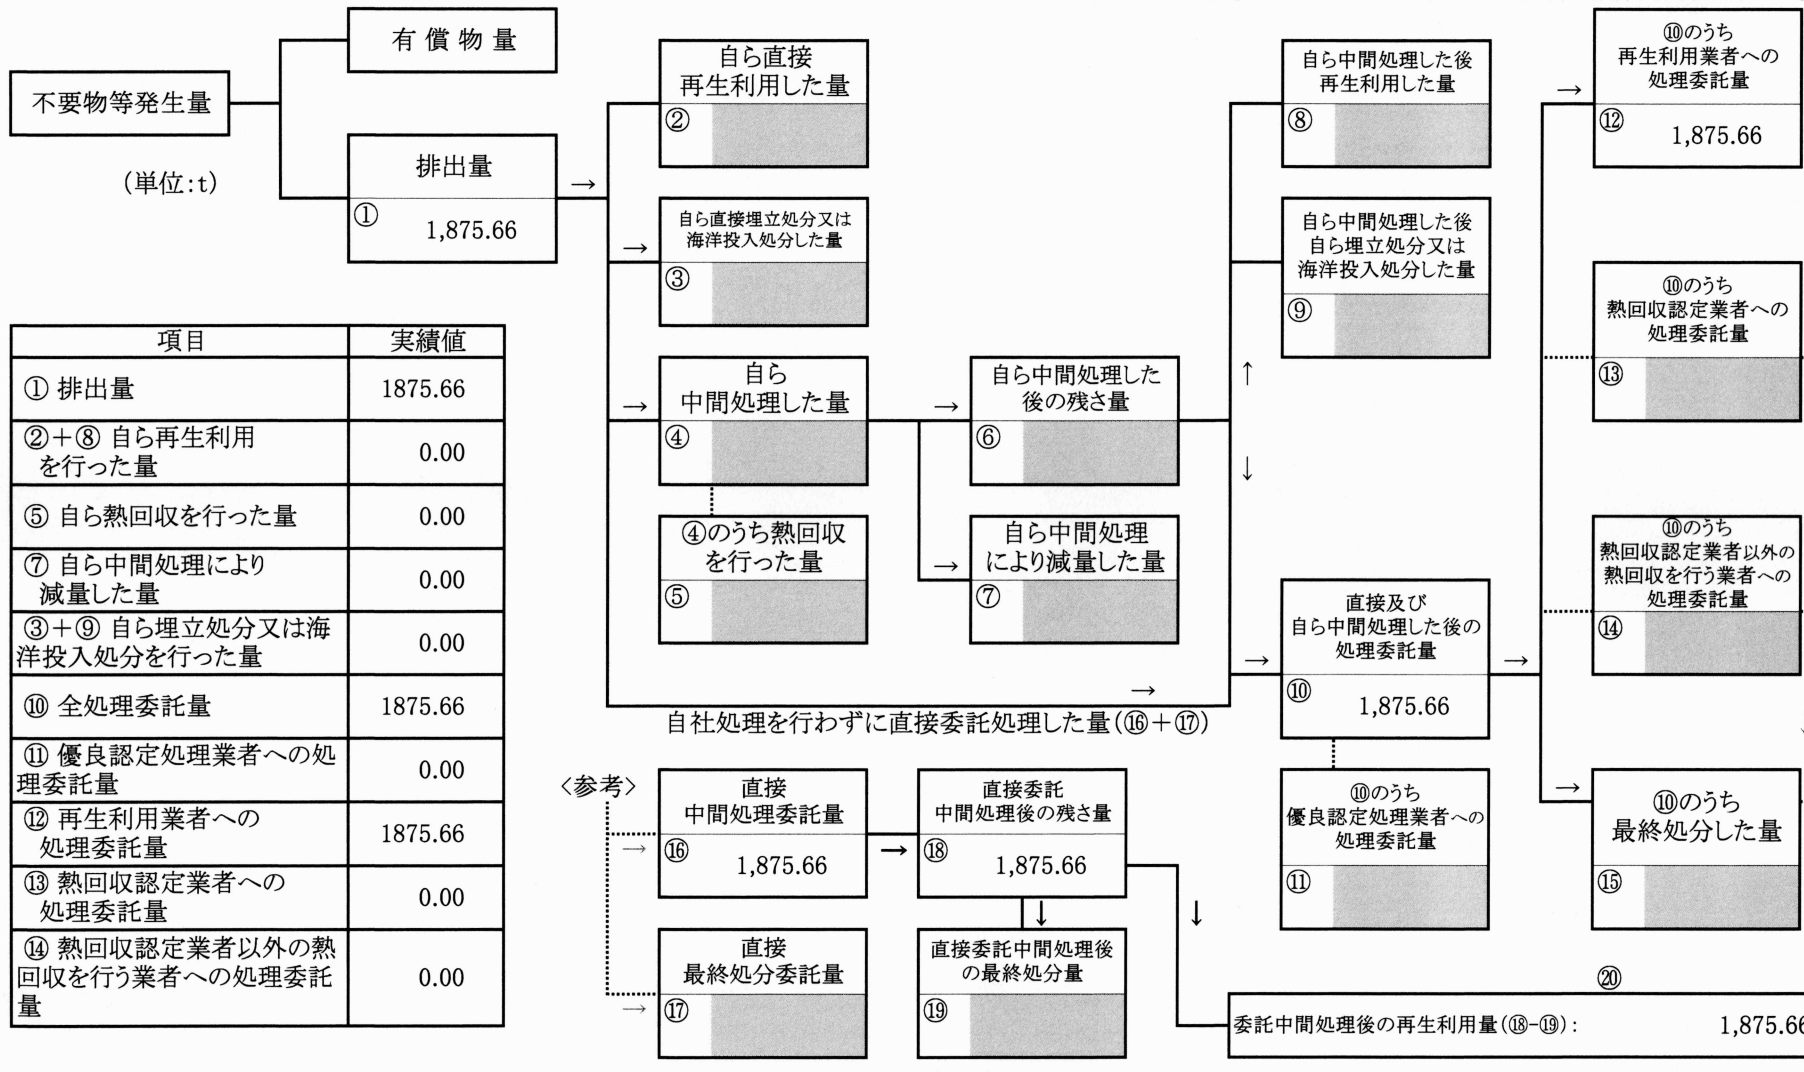 不要物等発生量
(単位:t)
有償物量
排出量
① 1,875.66
自ら直接
再生利用した量
②
自ら直接埋立処分又は
海洋投入処分した量
③
自ら
中間処理した量
④
④のうち熱回収
を行った量
⑤
自ら中間処理した
後の残さ量
⑥
自ら中間処理
により減量した量
⑦
自ら中間処理した後
再生利用した量
⑧
自ら中間処理した後
自ら埋立処分又は
海洋投入処分した量
⑨
直接及び
自ら中間処理した後の
処理委託量
⑩ 1,875.66
⑩のうち
優良認定処理業者への
処理委託量
⑪
⑩のうち
再生利用業者への
処理委託量
⑫ 1,875.66
⑩のうち
熱回収認定業者への
処理委託量
⑬
⑩のうち
熱回収認定業者以外の
熱回収を行う業者への
処理委託量
⑭
⑩のうち
最終処分した量
⑮
自社処理を行わずに直接委託処理した量(⑯+⑰)
〈参考〉
直接
中間処理委託量
⑯ 1,875.66
直接
最終処分委託量
⑰
直接委託
中間処理後の残さ量
⑱ 1,875.66
直接委託中間処理後
の最終処分量
⑲
⑳
委託中間処理後の再生利用量(⑱-⑲): 1,875.66
項目 実績値
① 排出量 1875.66
②+⑧ 自ら再生利用
を行った量 0.00
⑤ 自ら熱回収を行った量 0.00
⑦ 自ら中間処理により
減量した量 0.00
③+⑨ 自ら埋立処分又は海
洋投入処分を行った量 0.00
⑩ 全処理委託量 1875.66
⑪ 優良認定処理業者への処
理委託量 0.00
⑫ 再生利用業者への
処理委託量 1875.66
⑬ 熱回収認定業者への
処理委託量 0.00
⑭ 熱回収認定業者以外の熱
回収を行う業者への処理委託
量 0.00